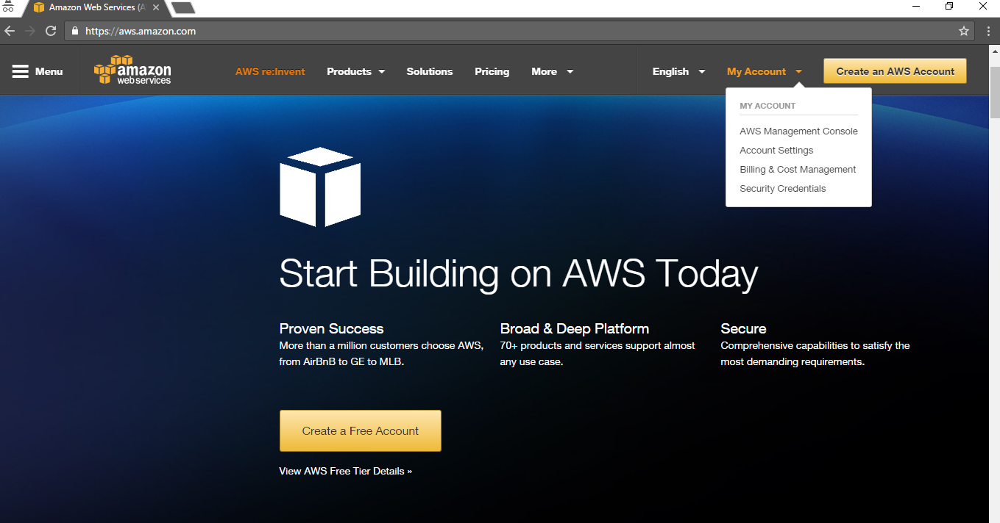 Amazon Web Services (A
https://aws.amazon.com
Menu
amazon
web services
AWS re:Invent
Products
Solutions
Pricing
More
English
My Account
Create an AWS Account
MY ACCOUNT
AWS Management Console
Account Settings
Billing & Cost Management
Security Credentials
Start Building on AWS Today
Proven Success
More than a million customers choose AWS,
from AirBnB to GE to MLB.
Broad & Deep Platform
70+ products and services support almost
any use case.
Secure
Comprehensive capabilities to satisfy the
most demanding requirements.
Create a Free Account
View AWS Free Tier Details »